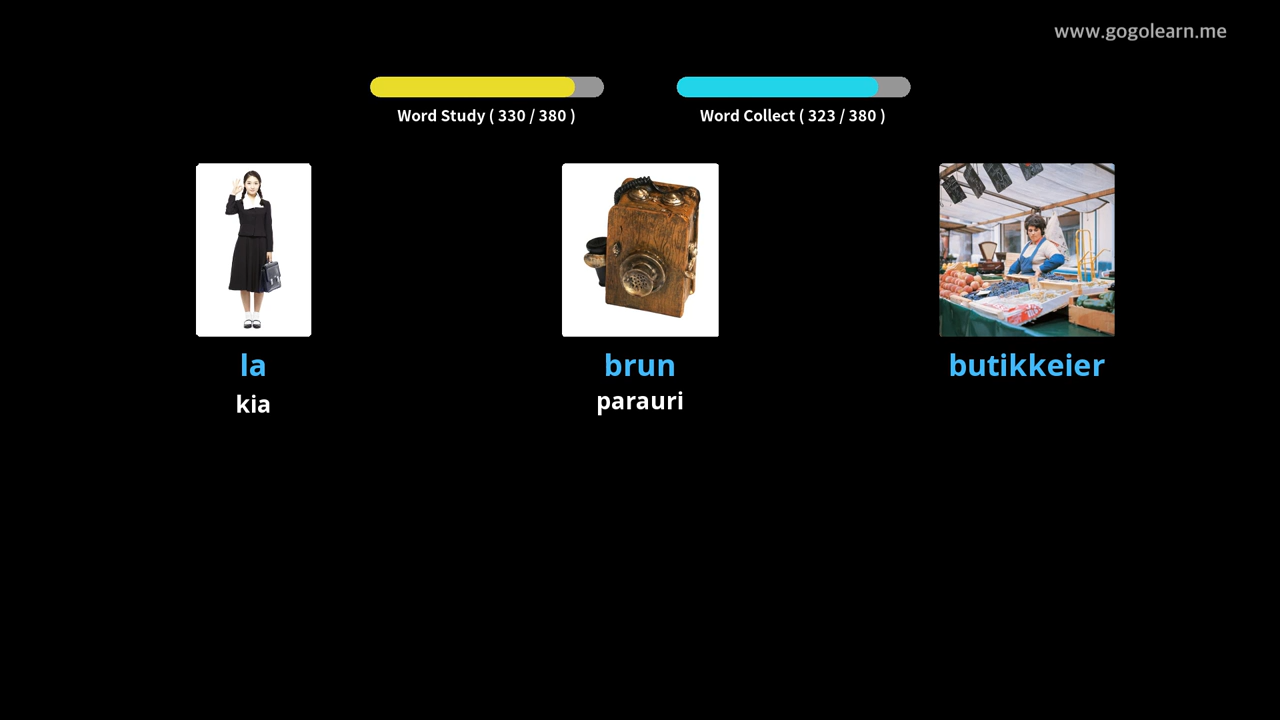 www.gogolearn.me
Word Study ( 330 / 380 )
Word Collect ( 323 / 380 )
la
brun
butikkeier
kia
parauri